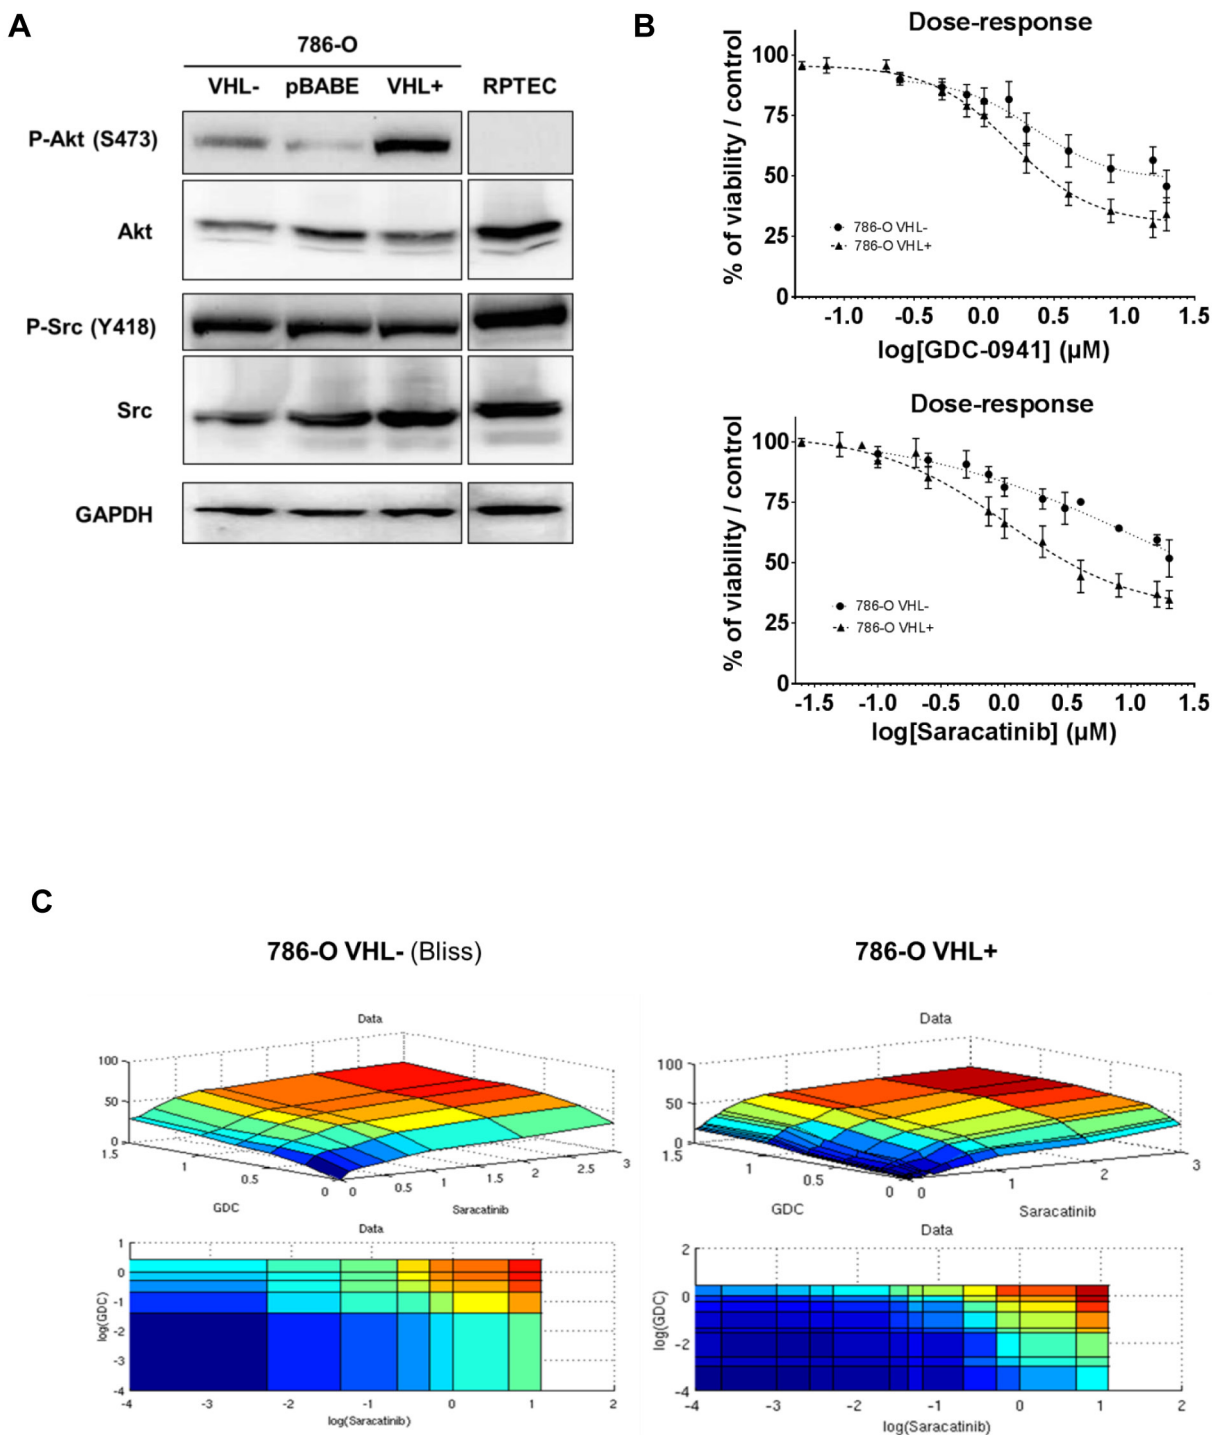 A
786-O
VHL- pBABE VHL+ RPTEC
P-Akt (S473)
Akt
P-Src (Y418)
Src
GAPDH
B
Dose-response
% of viability / control
100
75
50
25
0
786-O VHL-
786-O VHL+
-1.0 -0.5 0.0 0.5 1.0 1.5
log[GDC-0941] (µM)
Dose-response
% of viability / control
100
75
50
25
0
786-O VHL-
786-O VHL+
-1.5 -1.0 -0.5 0.0 0.5 1.0 1.5
log[Saracatinib] (µM)
C
786-O VHL- (Bliss)
Data
100
50
0
1.5 1 0.5 0
0 0.5 1 1.5 2 2.5 3
GDC
Saracatinib
Data
log(GDC)
1
0
-1
-2
-3
-4
-4 -3 -2 -1 0 1 2
log(Saracatinib)
786-O VHL+
Data
100
50
0
1.5 1 0.5 0
0 1 2 3
GDC
Saracatinib
Data
log(GDC)
2
0
-2
-4
-4 -3 -2 -1 0 1 2
log(Saracatinib)